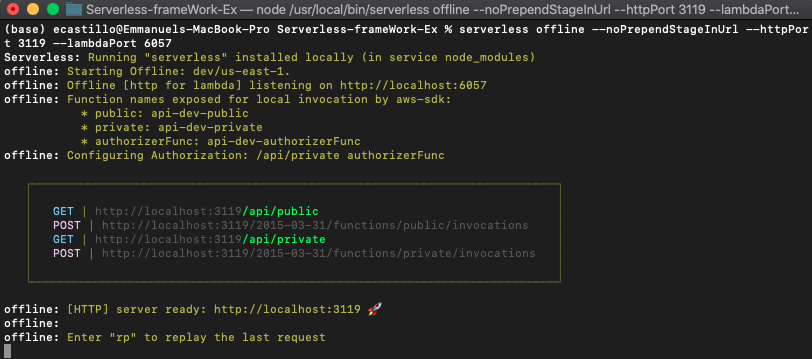 Serverless-frameWork-Ex — node /usr/local/bin/serverless offline --noPrependStageInUrl --httpPort 3119 --lambdaPort...
(base) ecastillo@Emmanuels-MacBook-Pro Serverless-frameWork-Ex % serverless offline --noPrependStageInUrl --httpPor
t 3119 --lambdaPort 6057
Serverless: Running "serverless" installed locally (in service node_modules)
offline: Starting Offline: dev/us-east-1.
offline: Offline [http for lambda] listening on http://localhost:6057
offline: Function names exposed for local invocation by aws-sdk:
* public: api-dev-public
* private: api-dev-private
* authorizerFunc: api-dev-authorizerFunc
offline: Configuring Authorization: /api/private authorizerFunc
GET | http://localhost:3119/api/public
POST | http://localhost:3119/2015-03-31/functions/public/invocations
GET | http://localhost:3119/api/private
POST | http://localhost:3119/2015-03-31/functions/private/invocations
offline: [HTTP] server ready: http://localhost:3119 🚀
offline:
offline: Enter "rp" to replay the last request